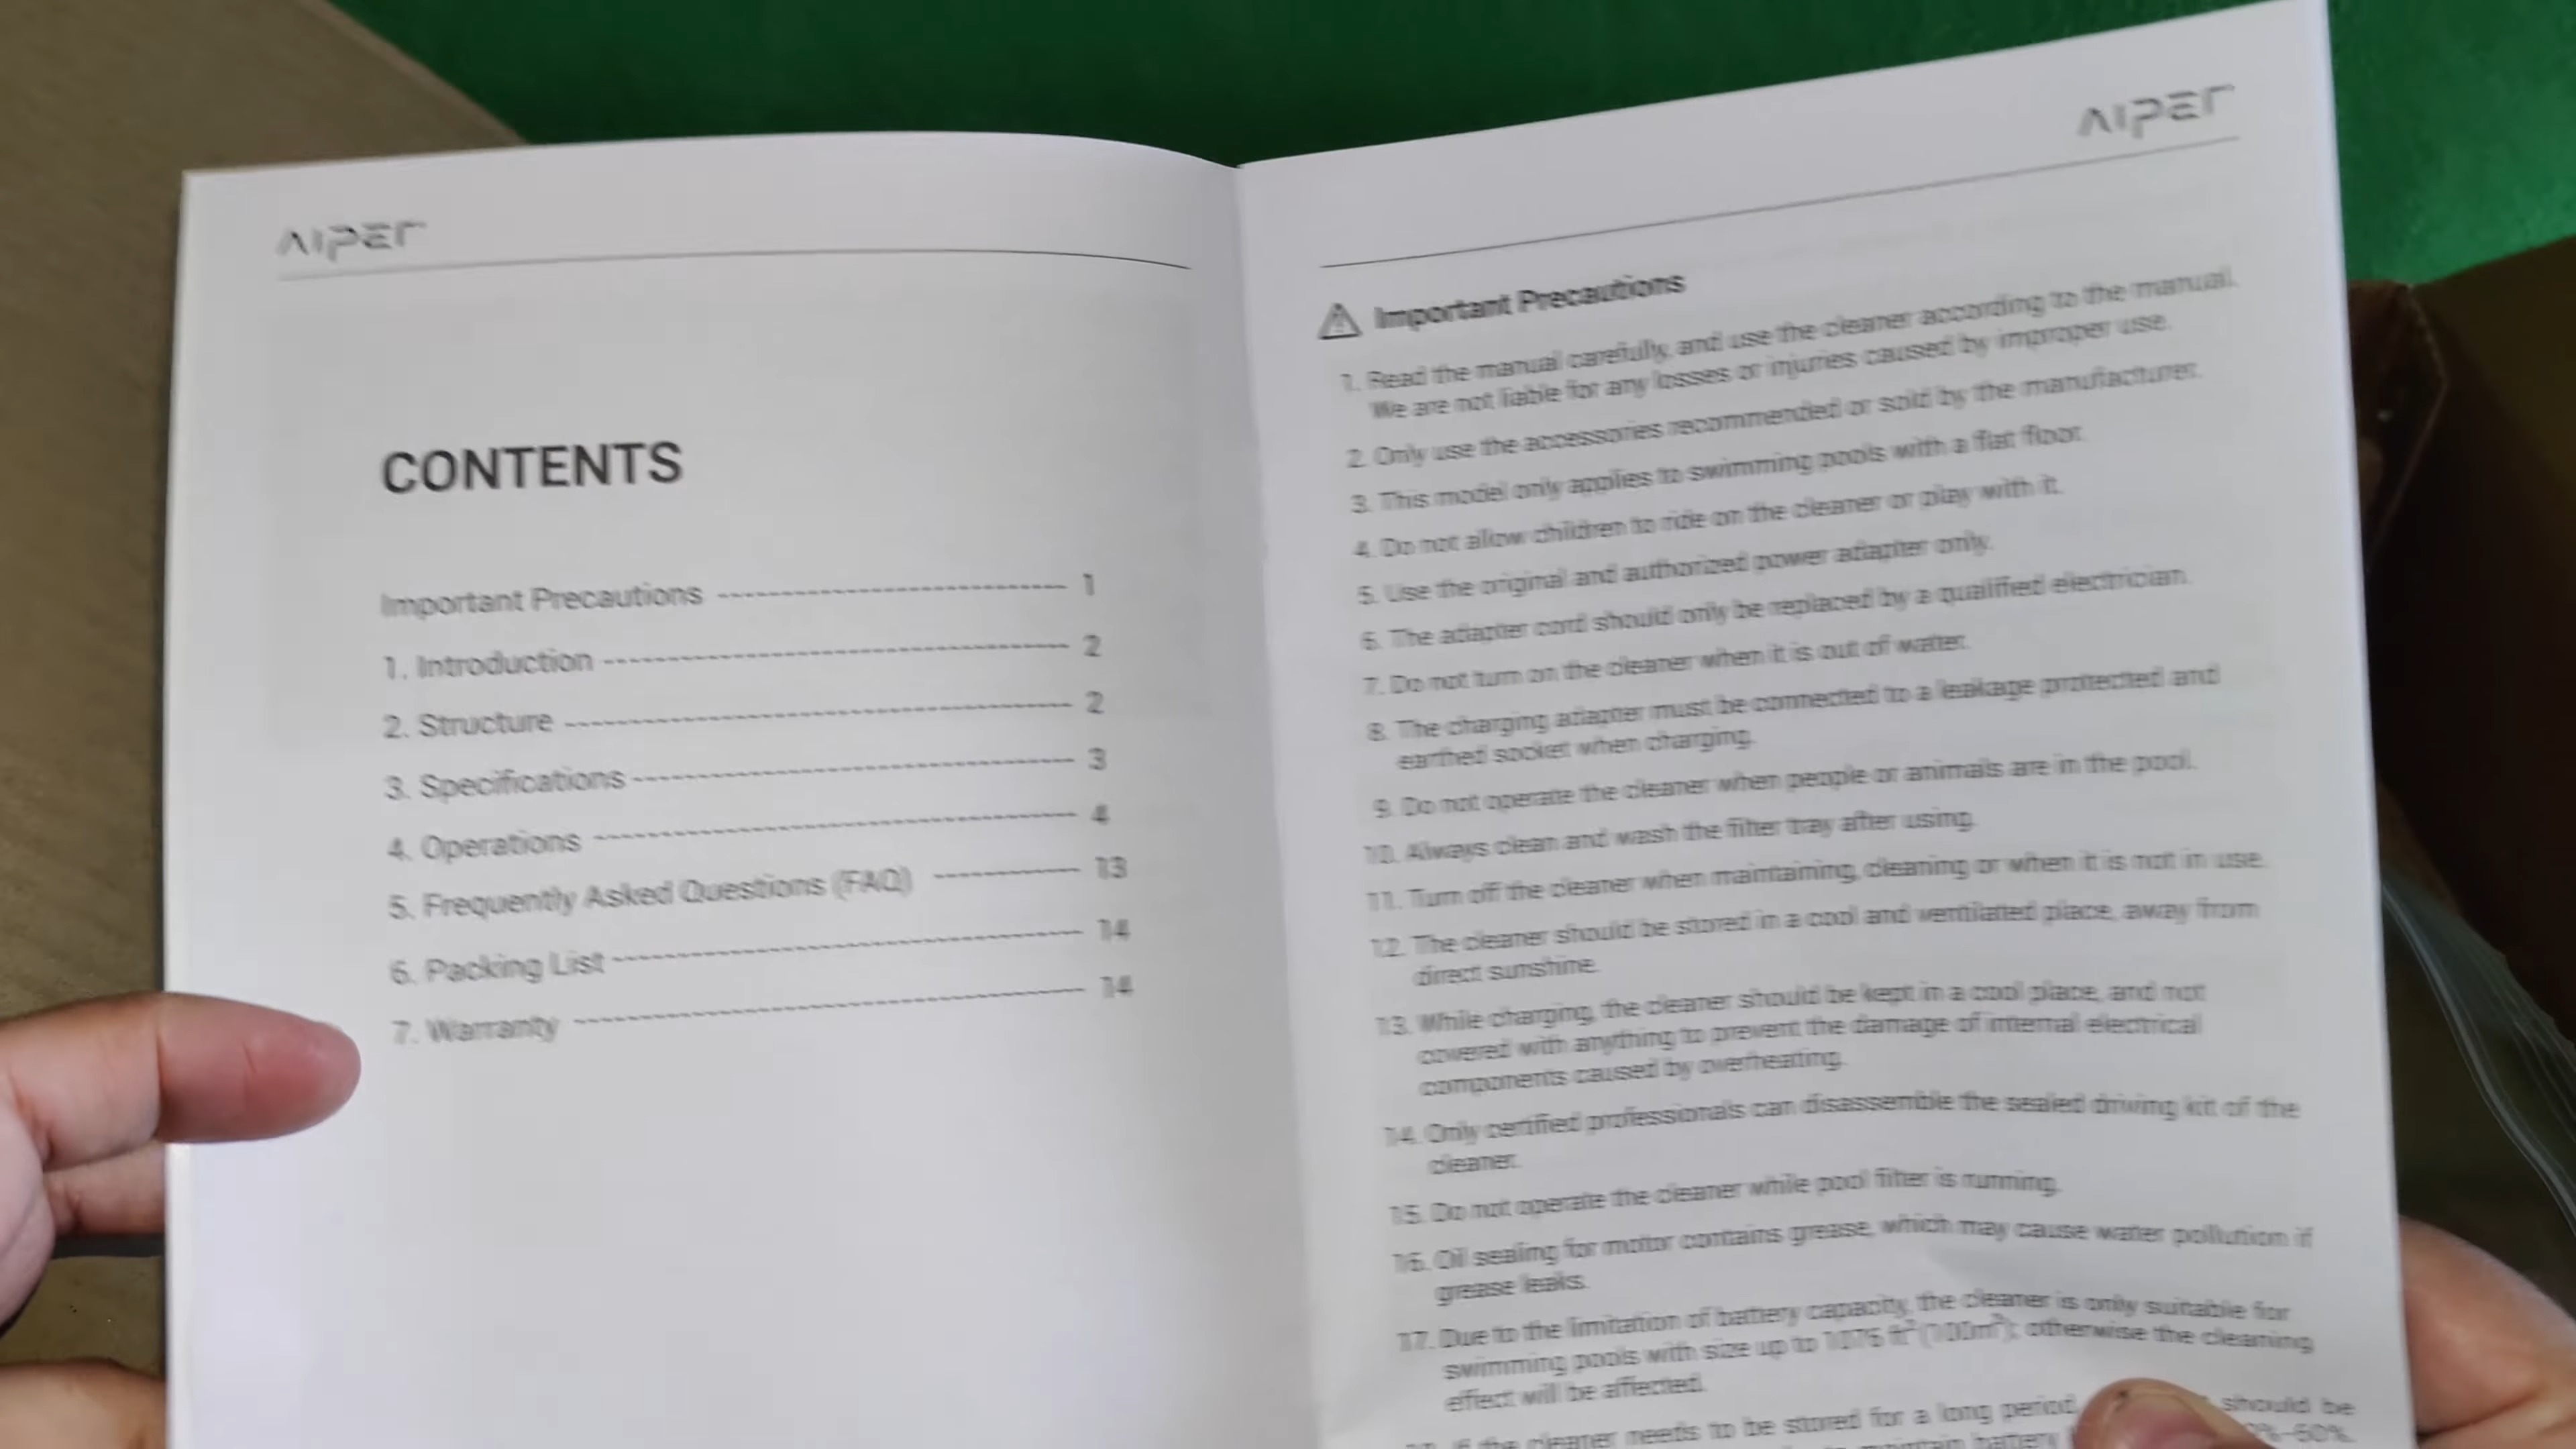 AIPER
CONTENTS
Important Precautions ---------- 1
1. Introduction ---------- 2
2. Structure ---------- 2
3. Specifications ---------- 3
4. Operations ---------- 4
5. Frequently Asked Questions (FAQ) ---------- 13
6. Packing List ---------- 14
7. Warranty ---------- 14
AIPER
Important Precautions
1. Read the manual carefully, and use the cleaner according to the manual.
We are not liable for any losses or injuries caused by improper use.
2. Only use the accessories recommended or sold by the manufacturer.
3. This model only applies to swimming pools with a flat floor.
4. Do not allow children to ride on the cleaner or play with it.
5. Use the original and authorized power adapter only.
6. The adapter cord should only be replaced by a qualified electrician.
7. Do not turn on the cleaner when it is out of water.
8. The charging adapter must be connected to a leakage protected and
earthed socket when charging.
9. Do not operate the cleaner when people or animals are in the pool.
10. Always clean and wash the filter tray after using.
11. Turn off the cleaner when maintaining, cleaning or when it is not in use.
12. The cleaner should be stored in a cool and ventilated place, away from
direct sunshine.
13. While charging, the cleaner should be kept in a cool place, and not
covered with anything to prevent the damage of internal electrical
components caused by overheating.
14. Only certified professionals can disassemble the sealed driving kit of the
cleaner.
15. Do not operate the cleaner while pool filter is running.
16. Oil sealing for motor contains grease, which may cause water pollution if
grease leaks.
17. Due to the limitation of battery capacity, the cleaner is only suitable for
swimming pools with size up to 1076 ft² (100m²); otherwise the cleaning
effect will be affected.
If the cleaner needs to be stored for a long period should be
maintain battery %-60%.